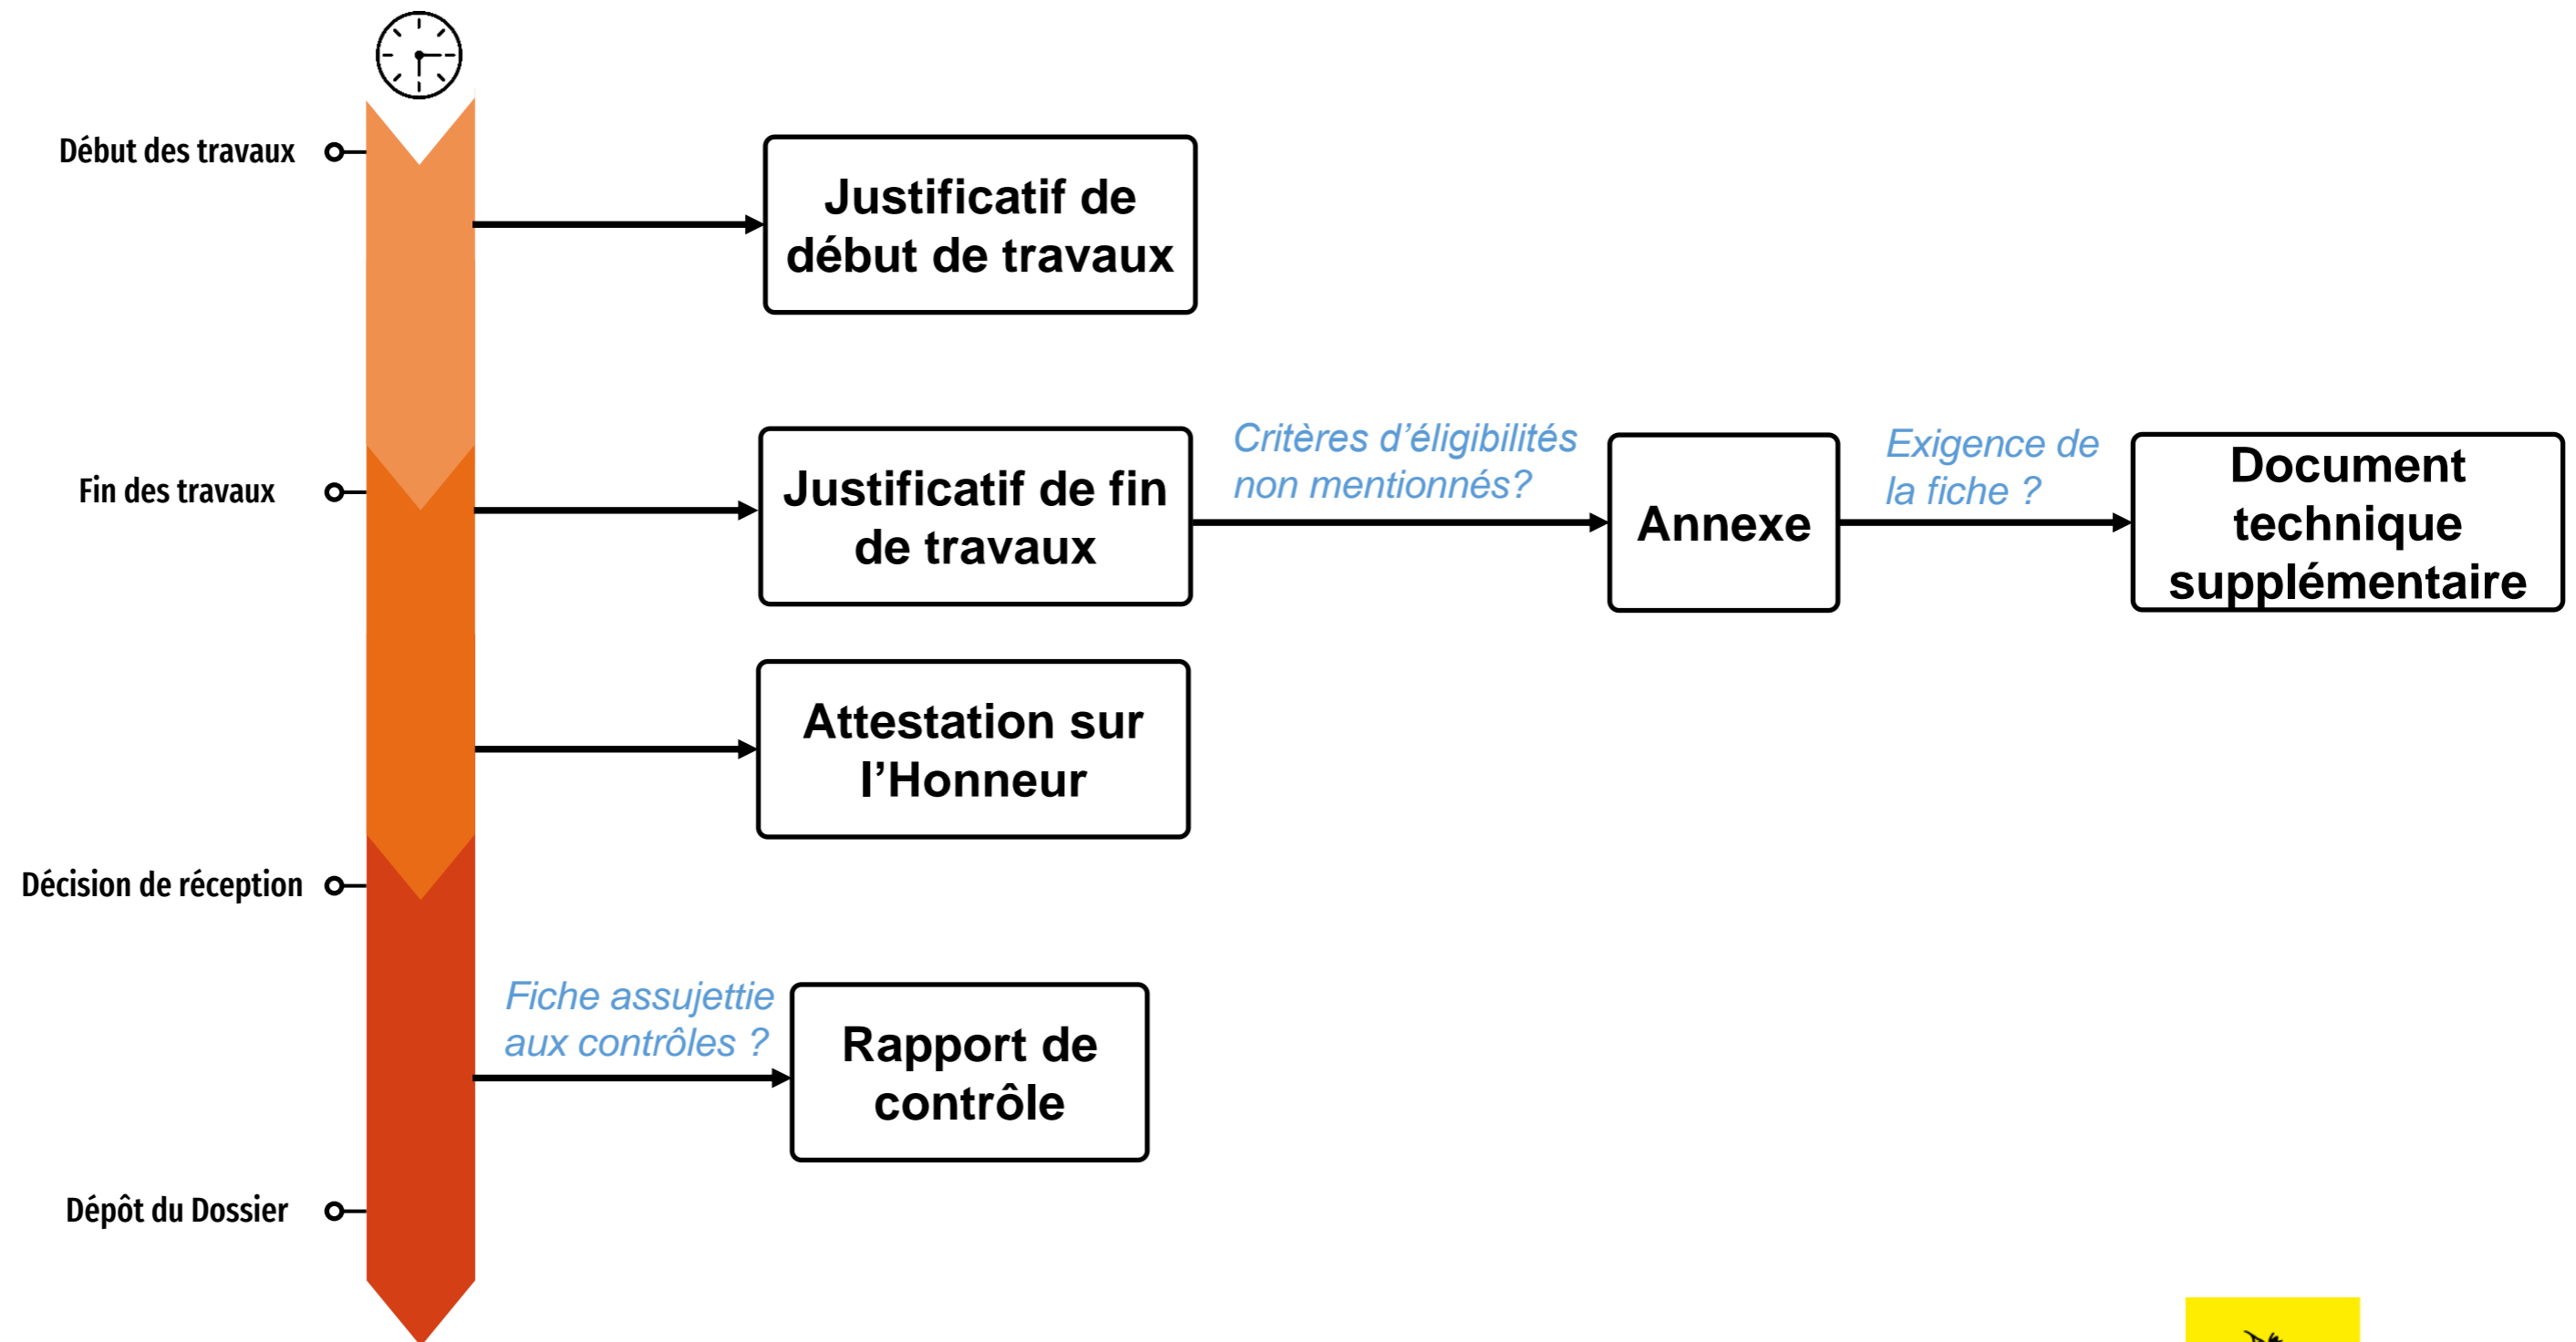 Début des travaux
Justificatif de
début de travaux
Fin des travaux
Justificatif de fin
de travaux
Critères d’éligibilités
non mentionnés?
Annexe
Exigence de
la fiche ?
Document
technique
supplémentaire
Attestation sur
l’Honneur
Décision de réception
Fiche assujettie
aux contrôles ?
Rapport de
contrôle
Dépôt du Dossier